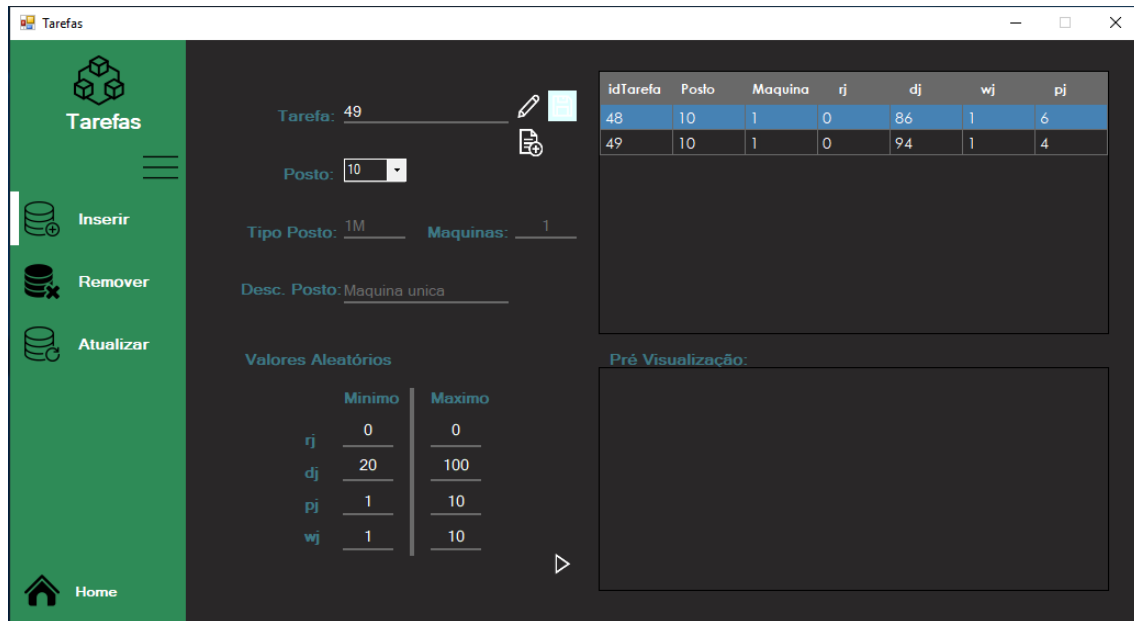 Tarefas
Tarefas
Inserir
Remover
Atualizar
Home
Tarefa: 49
Posto: 10
Tipo Posto: 1M Maquinas: 1
Desc. Posto: Maquina unica
Valores Aleatórios
Minimo Maximo
rj 0 0
dj 20 100
pj 1 10
wj 1 10
idTarefa Posto Maquina rj dj wj pj
48 10 1 0 86 1 6
49 10 1 0 94 1 4
Pré Visualização: